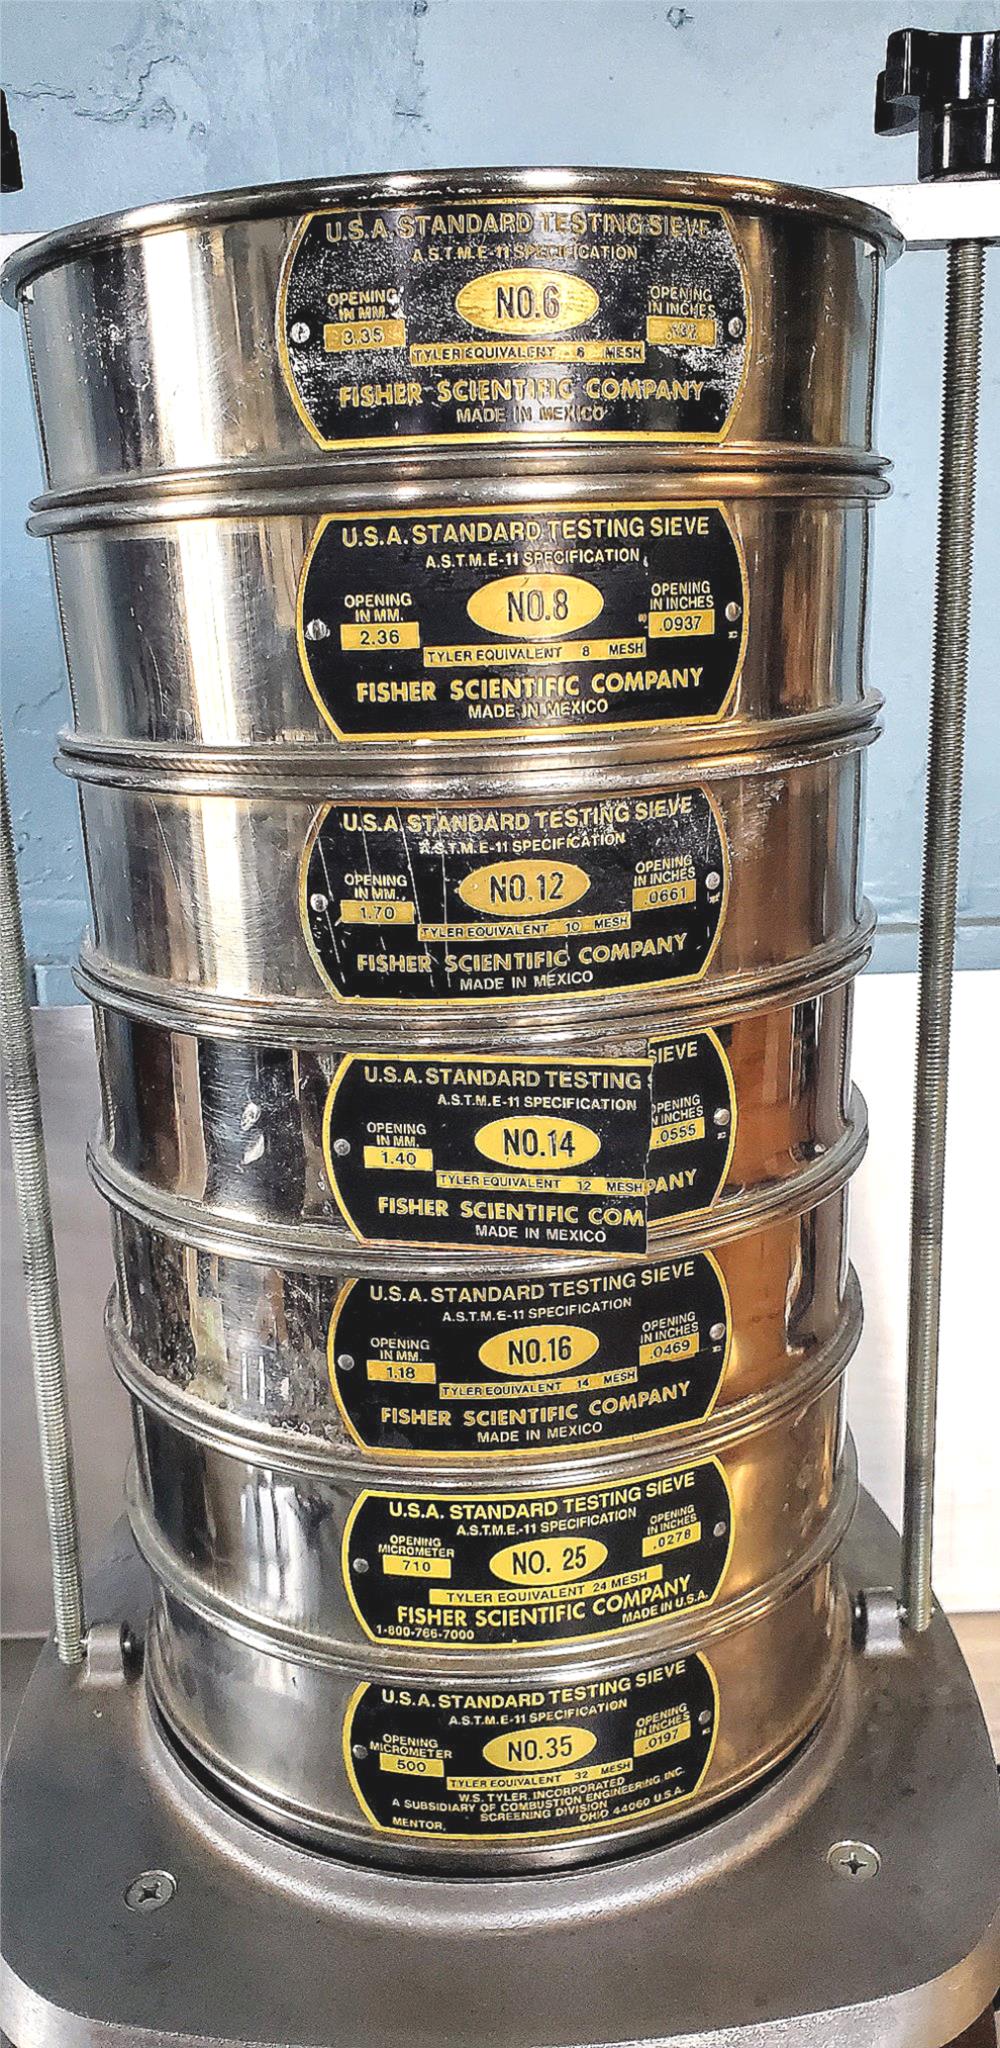 U.S.A. STANDARD TESTING SIEVE
A.S.T.M.E-11 SPECIFICATION
NO.6
OPENING
IN MM.
3.35
OPENING
IN INCHES
TYLER EQUIVALENT 6 MESH
FISHER SCIENTIFIC COMPANY
MADE IN MEXICO
U.S.A. STANDARD TESTING SIEVE
A.S.T.M.E-11 SPECIFICATION
NO.8
OPENING
IN MM.
2.36
OPENING
IN INCHES
.0937
TYLER EQUIVALENT 8 MESH
FISHER SCIENTIFIC COMPANY
MADE IN MEXICO
U.S.A. STANDARD TESTING SIEVE
A.S.T.M.E-11 SPECIFICATION
NO.12
OPENING
IN MM.
1.70
OPENING
IN INCHES
.0661
TYLER EQUIVALENT 10 MESH
FISHER SCIENTIFIC COMPANY
MADE IN MEXICO
U.S.A. STANDARD TESTING SIEVE
A.S.T.M.E-11 SPECIFICATION
NO.14
OPENING
IN MM.
1.40
OPENING
IN INCHES
.0555
TYLER EQUIVALENT 12 MESH
FISHER SCIENTIFIC COMPANY
MADE IN MEXICO
U.S.A. STANDARD TESTING SIEVE
A.S.T.M.E-11 SPECIFICATION
NO.16
OPENING
IN MM.
1.18
OPENING
IN INCHES
.0469
TYLER EQUIVALENT 14 MESH
FISHER SCIENTIFIC COMPANY
MADE IN MEXICO
U.S.A. STANDARD TESTING SIEVE
A.S.T.M.E.-11 SPECIFICATION
NO. 25
OPENING
MICROMETER
710
OPENING
IN INCHES
.0278
TYLER EQUIVALENT 24 MESH
FISHER SCIENTIFIC COMPANY
1-800-766-7000 MADE IN U.S.A.
U.S.A. STANDARD TESTING SIEVE
A.S.T.M.E-11 SPECIFICATION
NO.35
OPENING
MICROMETER
500
OPENING
IN INCHES
.0197
TYLER EQUIVALENT 32 MESH
W.S. TYLER, INCORPORATED
A SUBSIDIARY OF COMBUSTION ENGINEERING, INC.
SCREENING DIVISION
MENTOR, OHIO 44060 U.S.A.